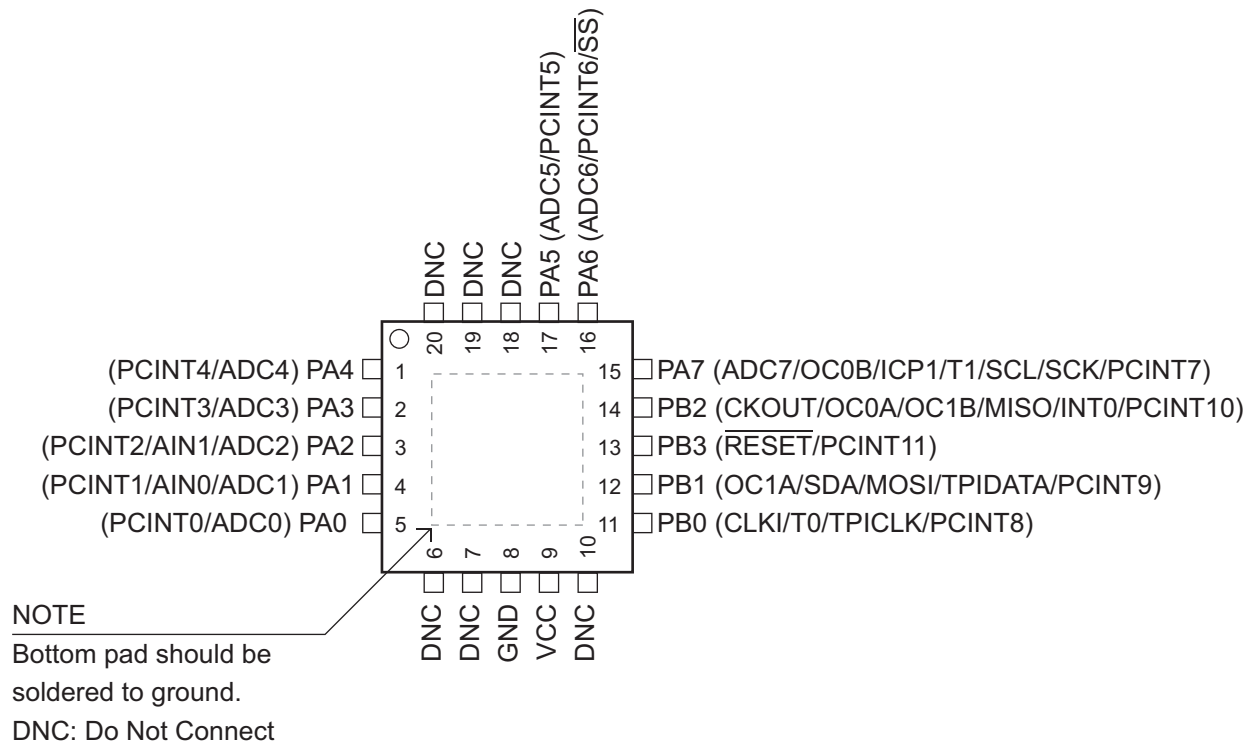 DNC
DNC
DNC
PA5 (ADC5/PCINT5)
PA6 (ADC6/PCINT6/SS)
20
19
18
17
16
(PCINT4/ADC4) PA4
1
15
PA7 (ADC7/OC0B/ICP1/T1/SCL/SCK/PCINT7)
(PCINT3/ADC3) PA3
2
14
PB2 (CKOUT/OC0A/OC1B/MISO/INT0/PCINT10)
(PCINT2/AIN1/ADC2) PA2
3
13
PB3 (RESET/PCINT11)
(PCINT1/AIN0/ADC1) PA1
4
12
PB1 (OC1A/SDA/MOSI/TPIDATA/PCINT9)
(PCINT0/ADC0) PA0
5
11
PB0 (CLKI/T0/TPICLK/PCINT8)
6
7
8
9
10
DNC
DNC
GND
VCC
DNC
NOTE
Bottom pad should be
soldered to ground.
DNC: Do Not Connect